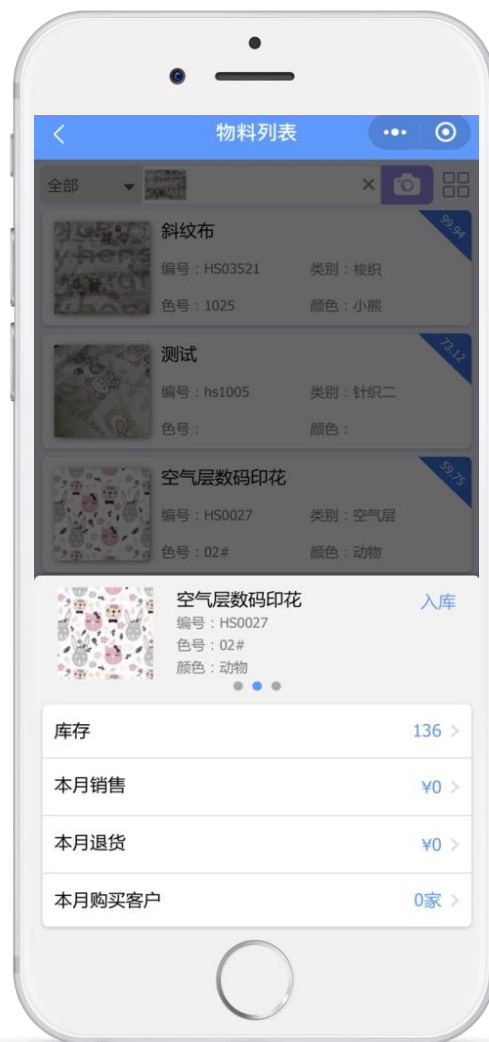 物料列表
全部
斜纹布
99.94
编号：HS03521 类别：梭织
色号：1025 颜色：小熊
测试
73.12
编号：hs1005 类别：针织二
色号： 颜色：
空气层数码印花
59.75
编号：HS0027 类别：空气层
色号：02# 颜色：动物
空气层数码印花 入库
编号：HS0027
色号：02#
颜色：动物
库存 136
本月销售 ¥0
本月退货 ¥0
本月购买客户 0家